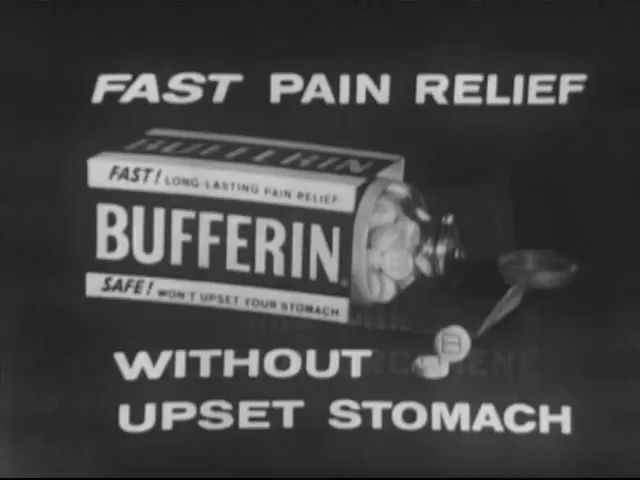 FAST PAIN RELIEF
BUFFERIN
FAST! LONG-LASTING PAIN RELIEF
BUFFERIN
SAFE! WON'T UPSET YOUR STOMACH
B
WITHOUT
UPSET STOMACH